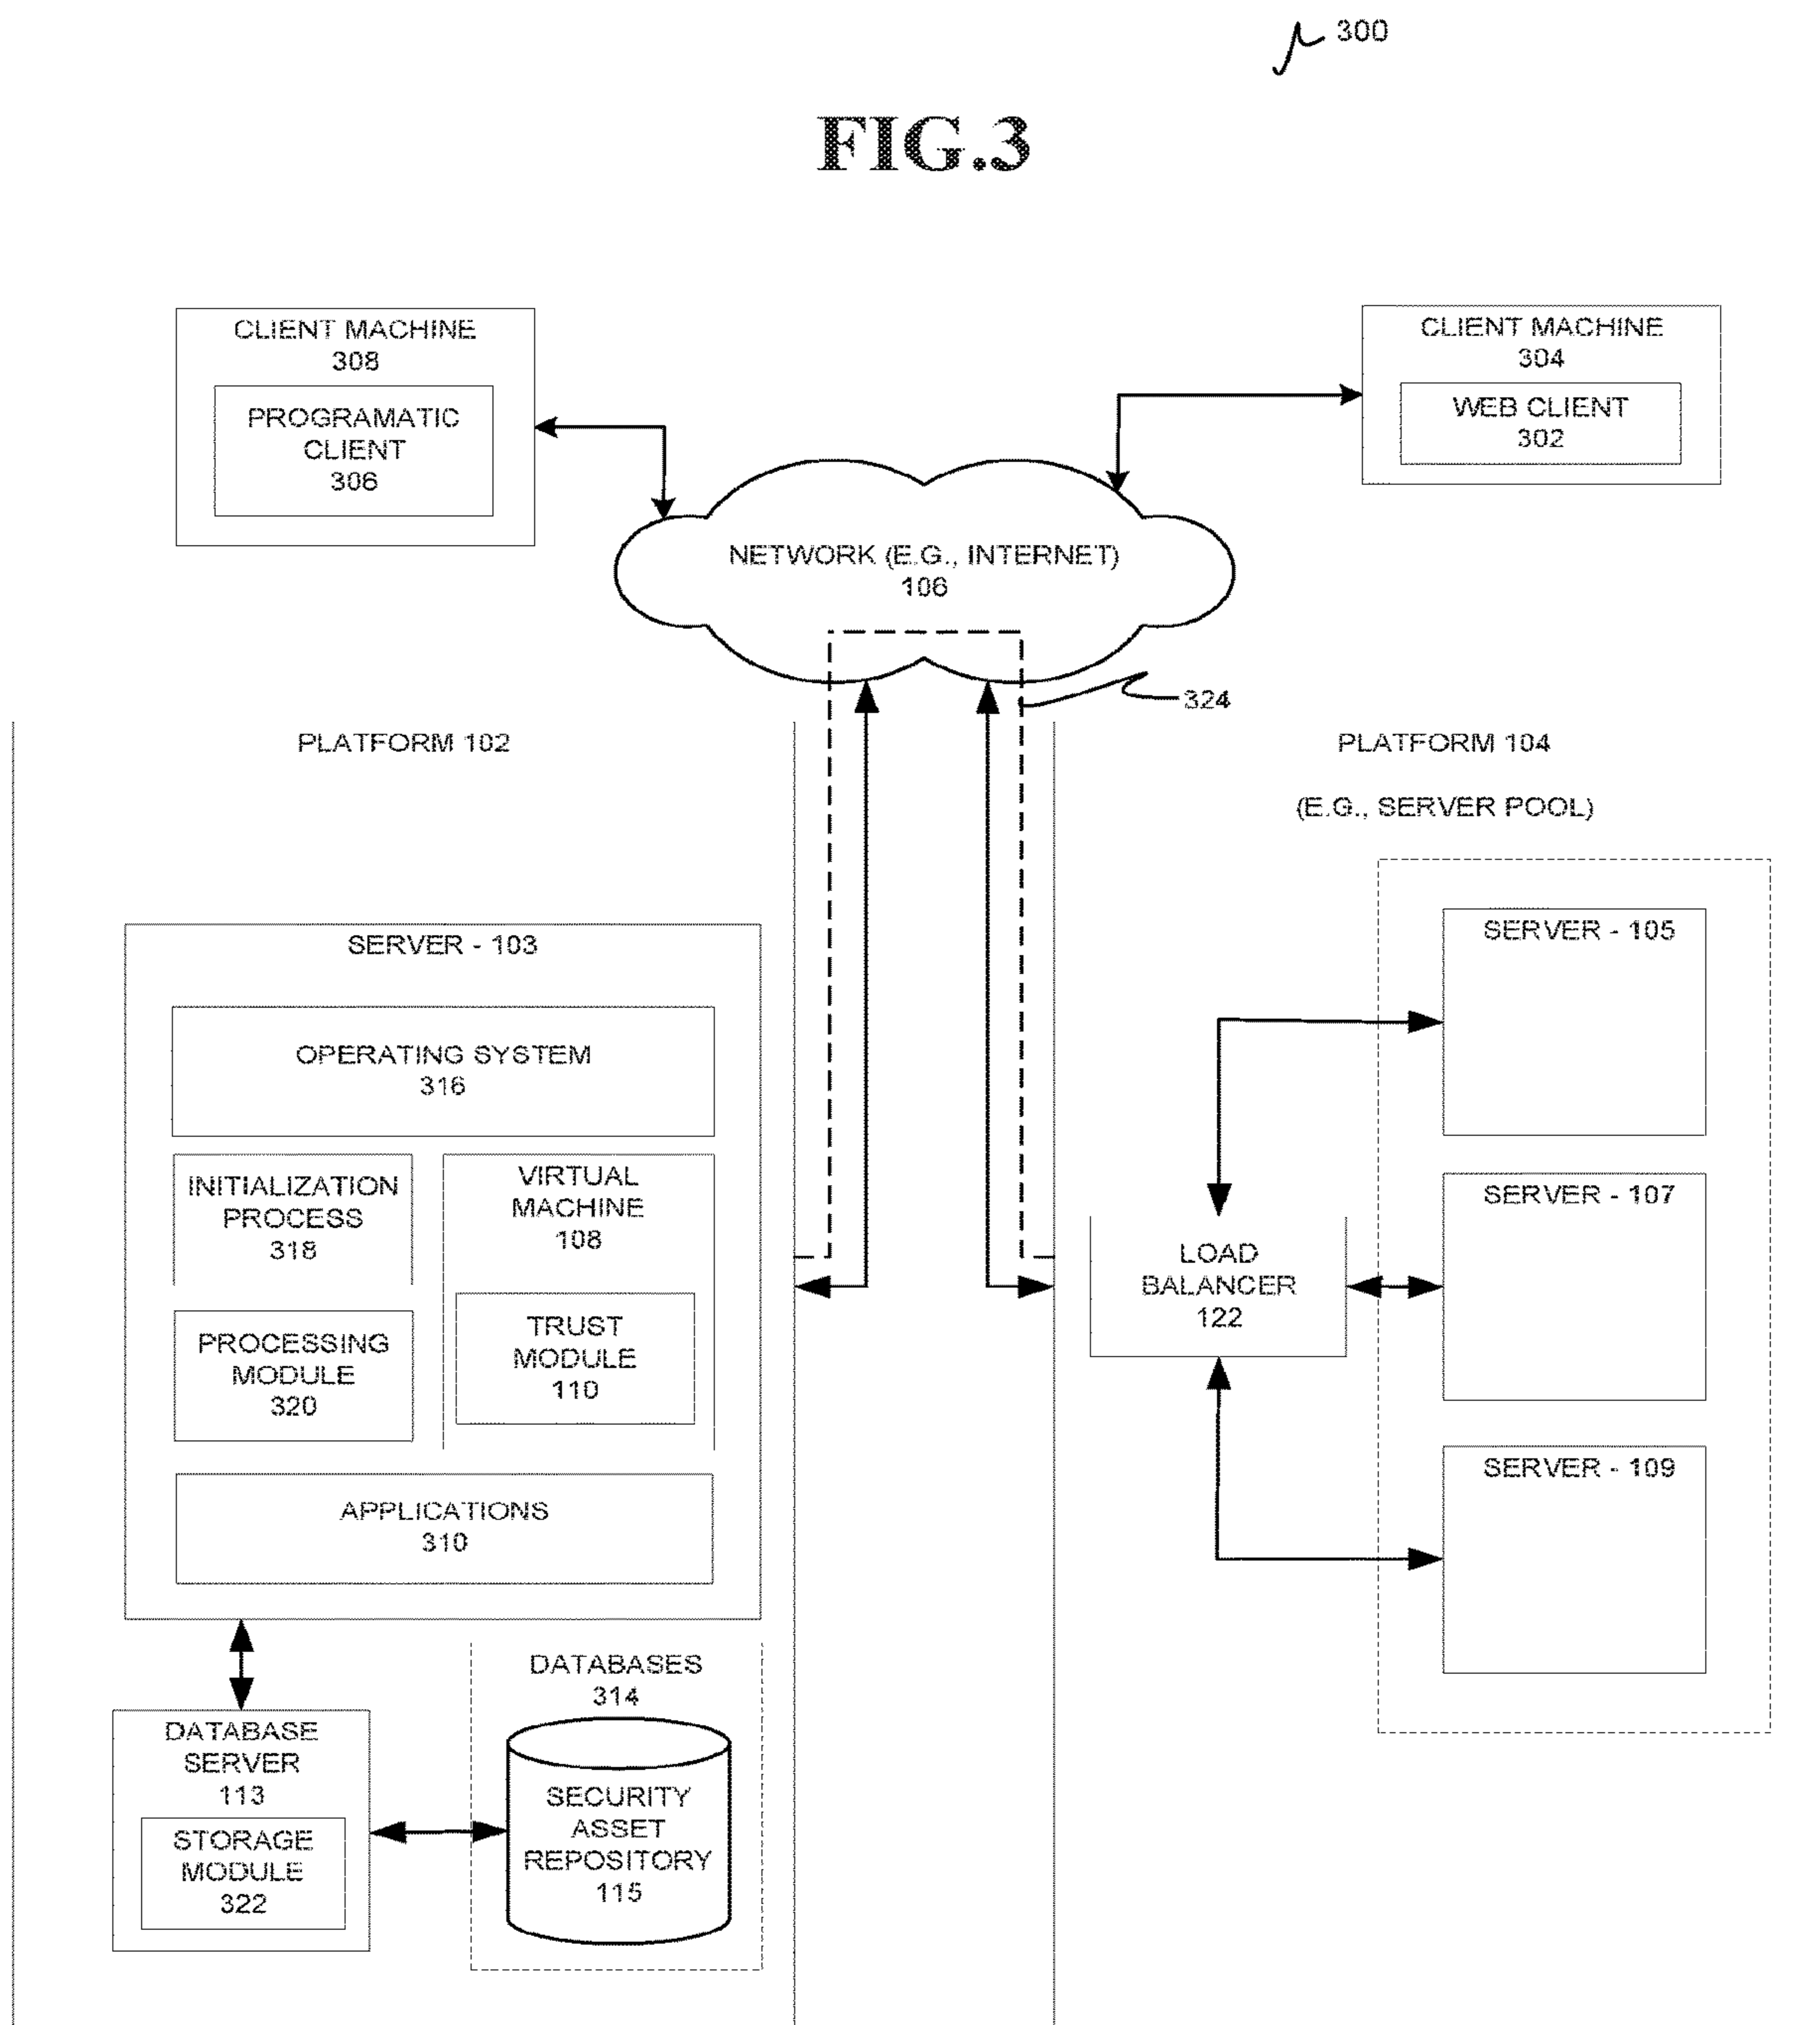 300
FIG.3
CLIENT MACHINE
308
PROGRAMATIC
CLIENT
306
CLIENT MACHINE
304
WEB CLIENT
302
NETWORK (E.G., INTERNET)
106
324
PLATFORM 102
PLATFORM 104
(E.G., SERVER POOL)
SERVER - 103
OPERATING SYSTEM
316
INITIALIZATION
PROCESS
318
VIRTUAL
MACHINE
108
PROCESSING
MODULE
320
TRUST
MODULE
110
APPLICATIONS
310
DATABASE
SERVER
113
STORAGE
MODULE
322
DATABASES
314
SECURITY
ASSET
REPOSITORY
115
LOAD
BALANCER
122
SERVER - 105
SERVER - 107
SERVER - 109